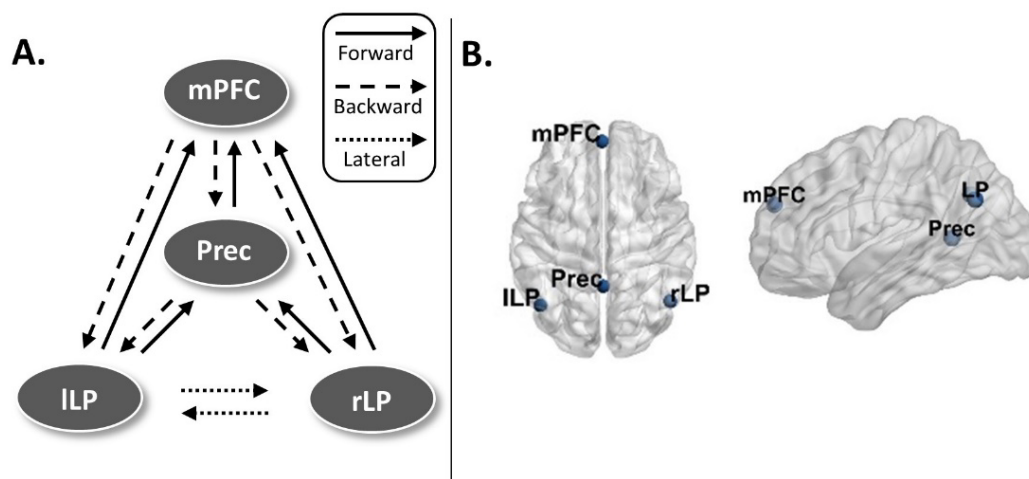 A.
mPFC
Prec
lLP
rLP
Forward
Backward
Lateral
B.
mPFC
Prec
lLP
rLP
mPFC
LP
Prec